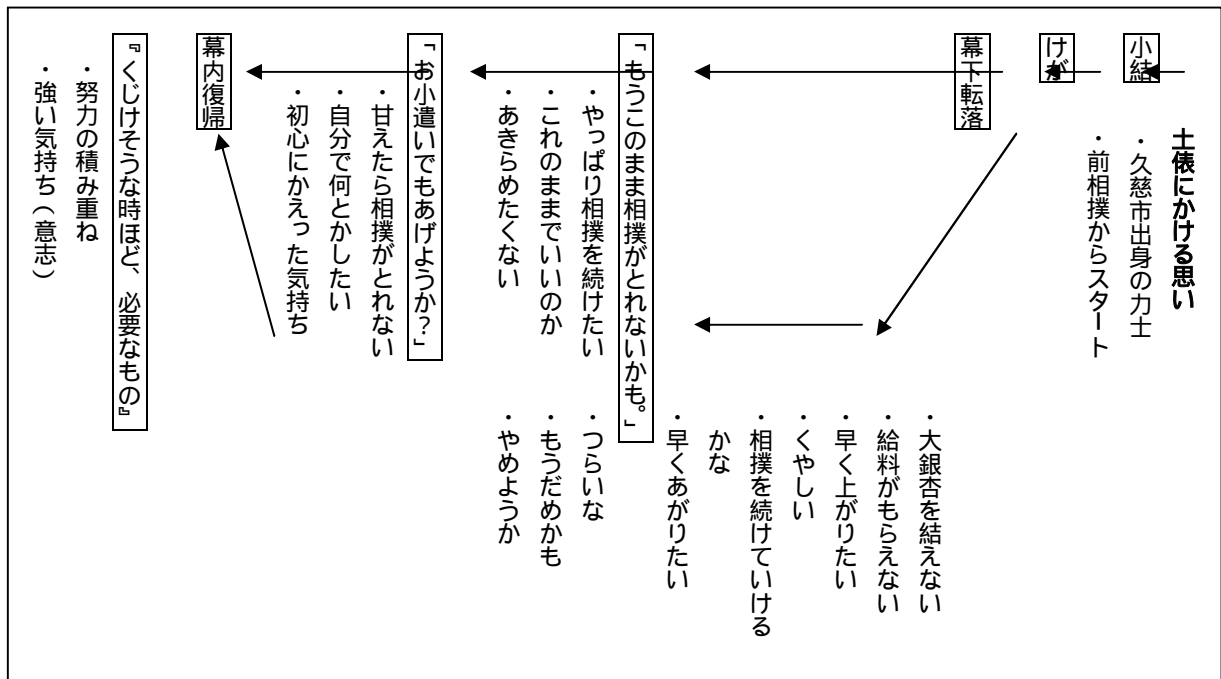 土俵にかける思い
・久慈市出身の力士
・前相撲からスタート
小結
けが
幕下転落
・大銀杏を結えない
・給料がもらえない
・早く上がりたい
・くやしい
・相撲を続けていける
かな
・早くあがりたい
「もうこのまま相撲がとれないかも。」
・やっぱり相撲を続けたい
・これのままでいいのか
・あきらめたくない
・つらいな
・もうだめかも
・やめようか
「お小遣いでもあげようか？」
・甘えたら相撲がとれない
・自分で何とかしたい
・初心にかえった気持ち
幕内復帰
『くじけそうな時ほど、必要なもの』
・努力の積み重ね
・強い気持ち（意志）